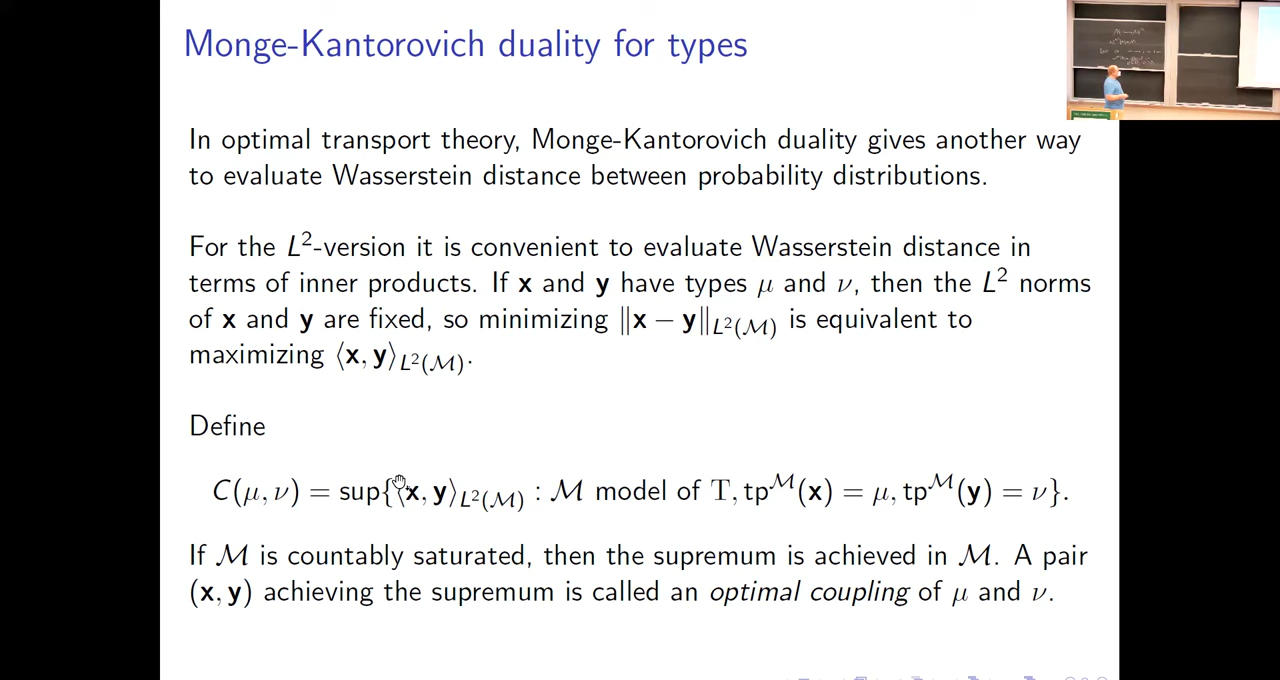 Monge-Kantorovich duality for types
In optimal transport theory, Monge-Kantorovich duality gives another way
to evaluate Wasserstein distance between probability distributions.
For the L²-version it is convenient to evaluate Wasserstein distance in
terms of inner products. If x and y have types μ and ν, then the L² norms
of x and y are fixed, so minimizing ‖x − y‖_{L²(ℳ)} is equivalent to
maximizing ⟨x, y⟩_{L²(ℳ)}.
Define
C(μ, ν) = sup{⟨x, y⟩_{L²(ℳ)} : ℳ model of T, tp^ℳ(x) = μ, tp^ℳ(y) = ν}.
If ℳ is countably saturated, then the supremum is achieved in ℳ. A pair
(x, y) achieving the supremum is called an optimal coupling of μ and ν.